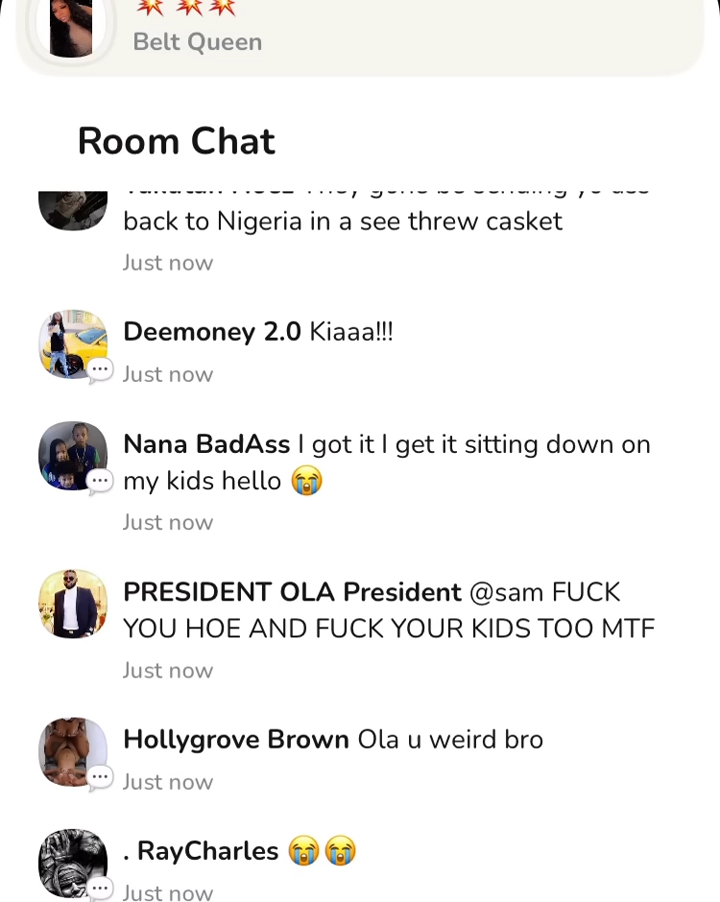 Belt Queen
Room Chat
back to Nigeria in a see threw casket
Just now
Deemoney 2.0 Kiaaa!!!
Just now
Nana BadAss I got it I get it sitting down on
my kids hello 😭
Just now
PRESIDENT OLA President @sam FUCK
YOU HOE AND FUCK YOUR KIDS TOO MTF
Just now
Hollygrove Brown Ola u weird bro
Just now
. RayCharles 😭😭
Just now